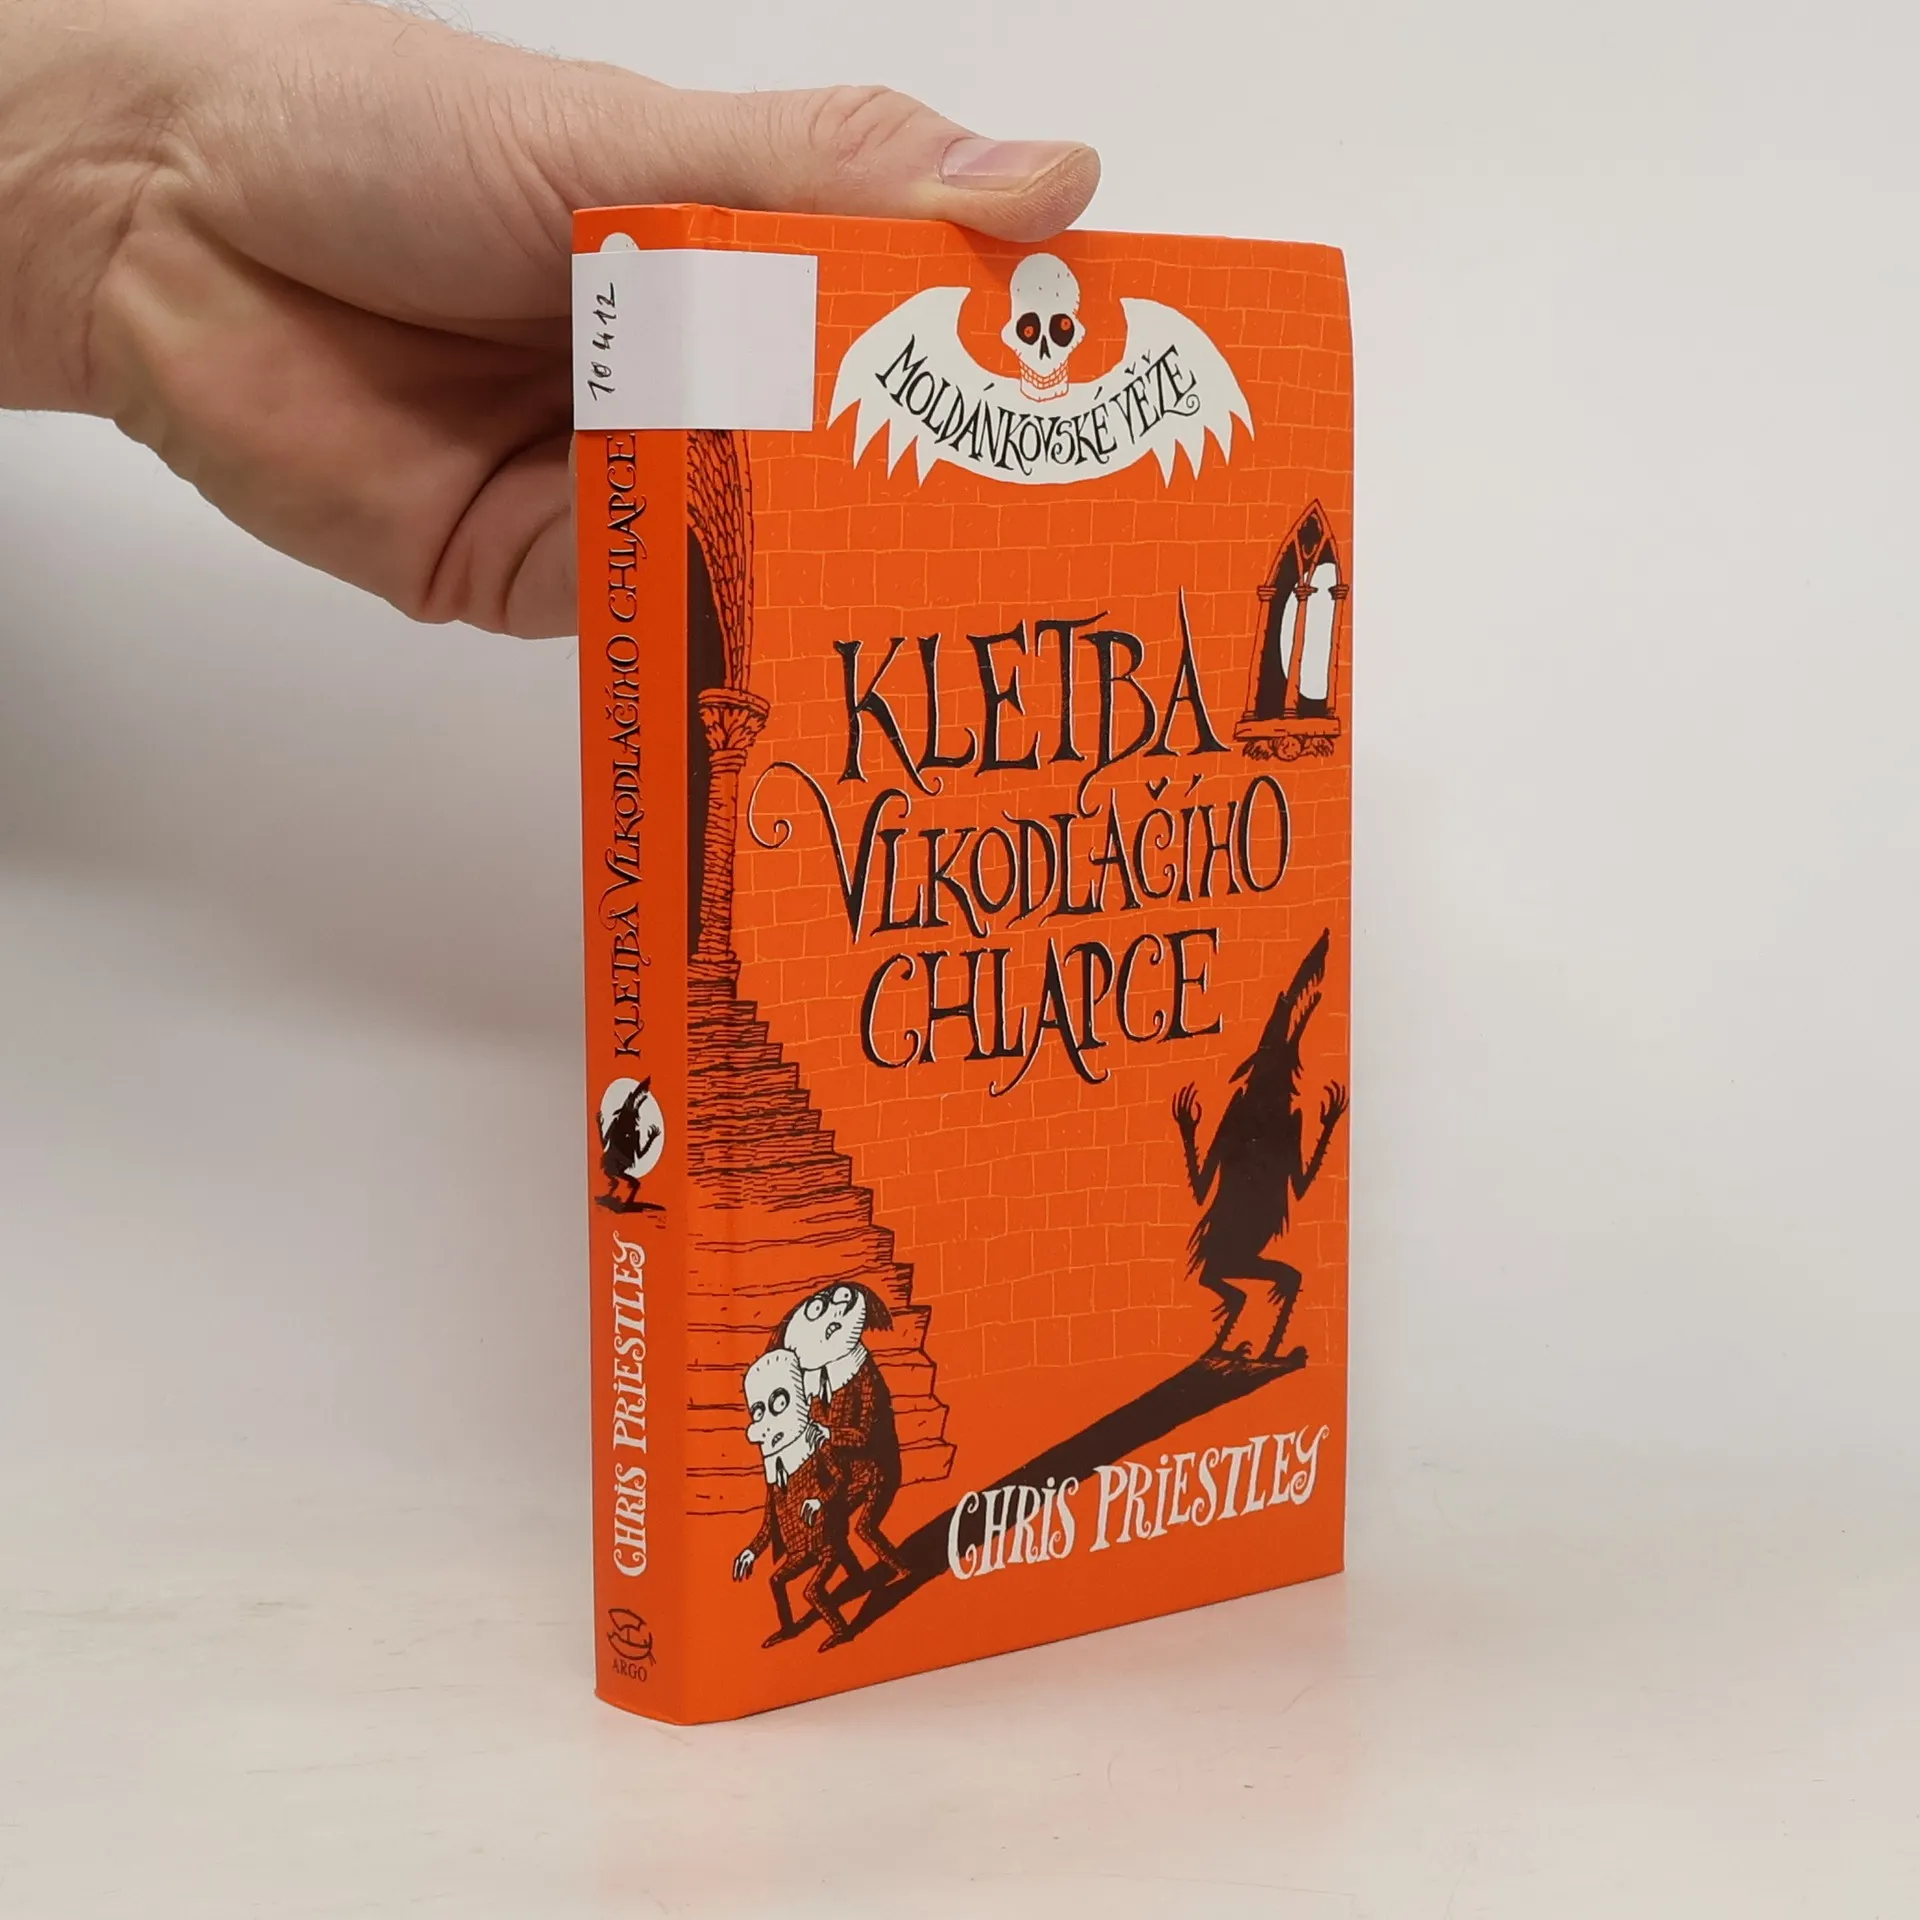 10412
MOLDÁNKOVSKÉ VĚŽE
KLETBA
VLKODLAČÍHO
CHLAPCE
CHRiS PRiESTLEY
KLETBA VLKODLAČÍHO CHLAPCE
CHRiS PRiESTLEY
ARGO